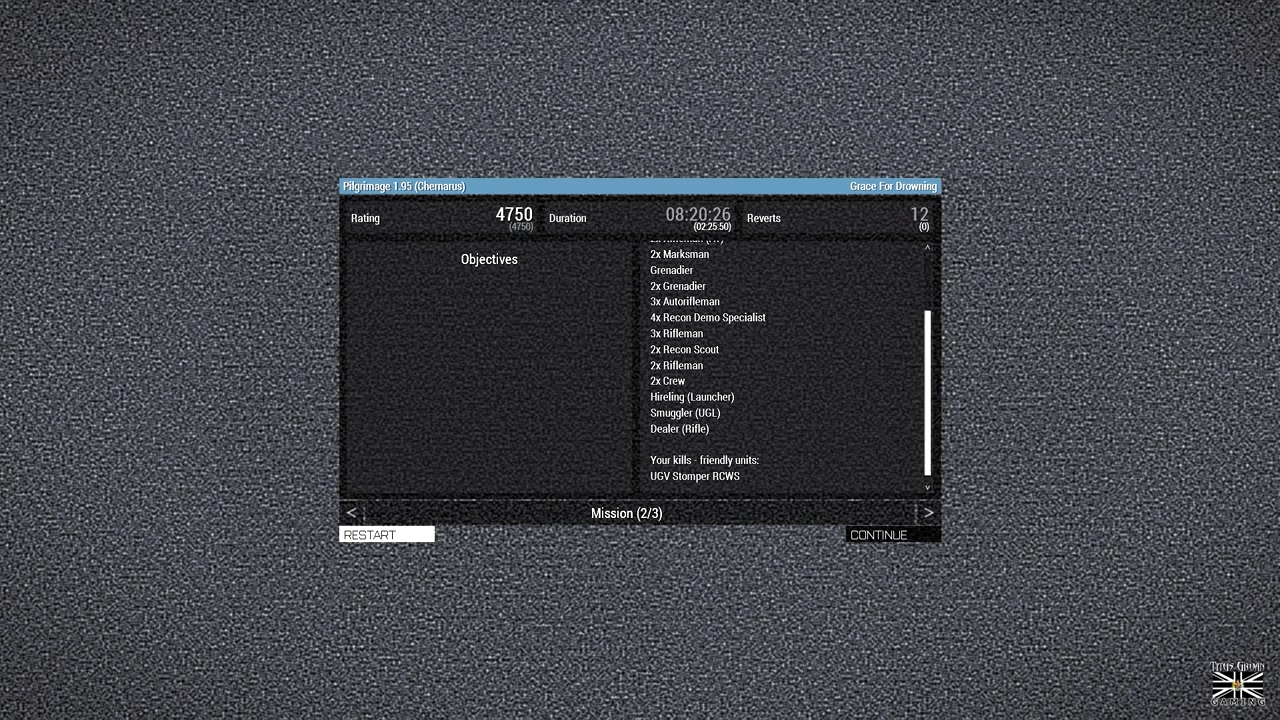 Pilgrimage 1.95 (Chernarus)
Grace For Drowning
Rating
4750
(4750)
Duration
08:20:26
(02:25:50)
Reverts
12
(0)
Objectives
2x Marksman
Grenadier
2x Grenadier
3x Autorifleman
4x Recon Demo Specialist
3x Rifleman
2x Recon Scout
2x Rifleman
2x Crew
Hireling (Launcher)
Smuggler (UGL)
Dealer (Rifle)
Your kills - friendly units:
UGV Stomper RCWS
< Mission (2/3) >
RESTART
CONTINUE
GAMING